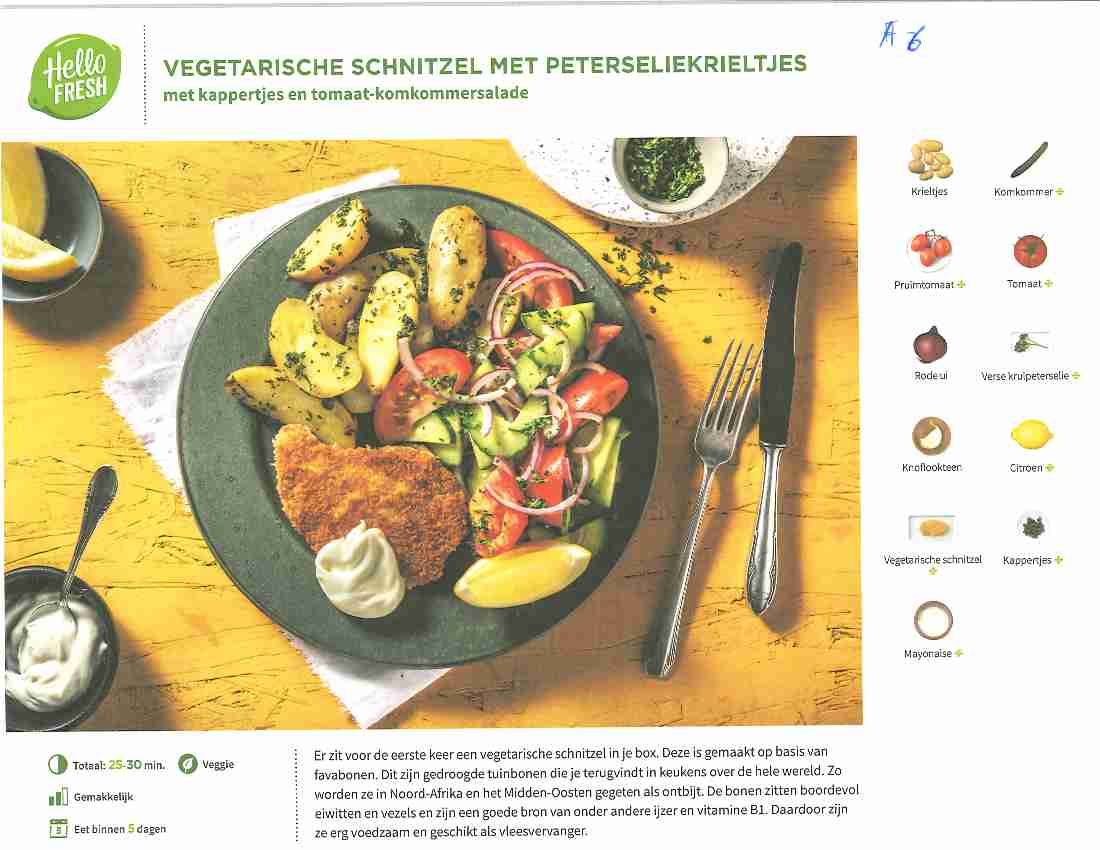 A 6
Hello
FRESH
VEGETARISCHE SCHNITZEL MET PETERSELIEKRIELTJES
met kappertjes en tomaat-komkommersalade
Krieltjes
Komkommer
Pruimtomaat
Tomaat
Rode ui
Verse krulpeterselie
Knoflookteen
Citroen
Vegetarische schnitzel
Kappertjes
Mayonaise
Totaal: 25-30 min.
Veggie
Gemakkelijk
5
Eet binnen 5 dagen
Er zit voor de eerste keer een vegetarische schnitzel in je box. Deze is gemaakt op basis van
favabonen. Dit zijn gedroogde tuinbonen die je terugvindt in keukens over de hele wereld. Zo
worden ze in Noord-Afrika en het Midden-Oosten gegeten als ontbijt. De bonen zitten boordevol
eiwitten en vezels en zijn een goede bron van onder andere ijzer en vitamine B1. Daardoor zijn
ze erg voedzaam en geschikt als vleesvervanger.